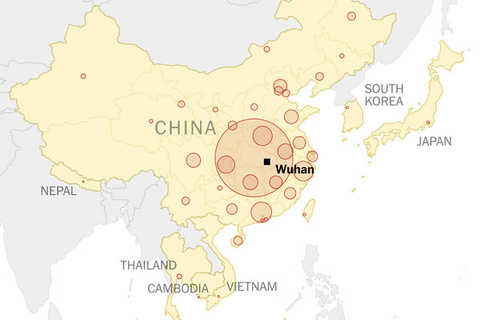 SOUTH
KOREA
CHINA
JAPAN
Wuhan
NEPAL
THAILAND
CAMBODIA
VIETNAM